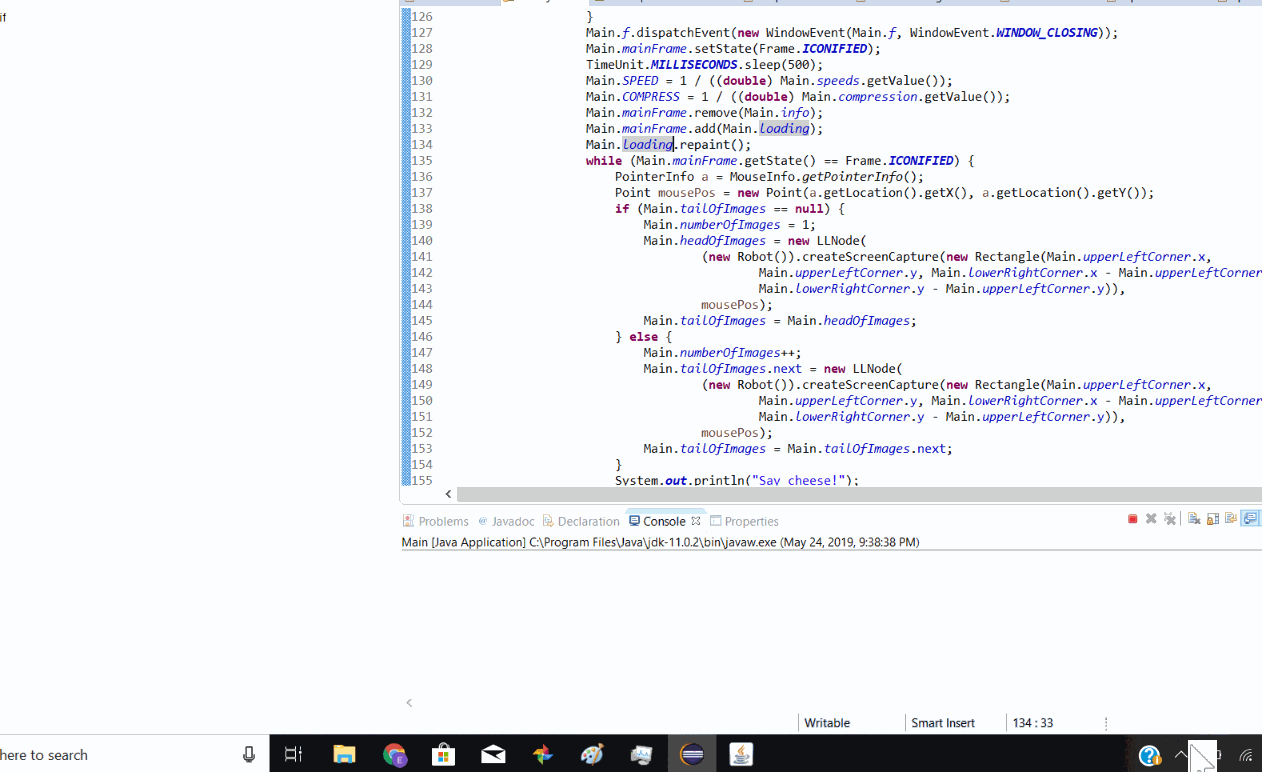 if
126 }
127 Main.f.dispatchEvent(new WindowEvent(Main.f, WindowEvent.WINDOW_CLOSING));
128 Main.mainFrame.setState(Frame.ICONIFIED);
129 TimeUnit.MILLISECONDS.sleep(500);
130 Main.SPEED = 1 / ((double) Main.speeds.getValue());
131 Main.COMPRESS = 1 / ((double) Main.compression.getValue());
132 Main.mainFrame.remove(Main.info);
133 Main.mainFrame.add(Main.loading);
134 Main.loading.repaint();
135 while (Main.mainFrame.getState() == Frame.ICONIFIED) {
136 PointerInfo a = MouseInfo.getPointerInfo();
137 Point mousePos = new Point(a.getLocation().getX(), a.getLocation().getY());
138 if (Main.tailOfImages == null) {
139 Main.numberOfImages = 1;
140 Main.headOfImages = new LLNode(
141 (new Robot()).createScreenCapture(new Rectangle(Main.upperLeftCorner.x,
142 Main.upperLeftCorner.y, Main.lowerRightCorner.x - Main.upperLeftCorner
143 Main.lowerRightCorner.y - Main.upperLeftCorner.y)),
144 mousePos);
145 Main.tailOfImages = Main.headOfImages;
146 } else {
147 Main.numberOfImages++;
148 Main.tailOfImages.next = new LLNode(
149 (new Robot()).createScreenCapture(new Rectangle(Main.upperLeftCorner.x,
150 Main.upperLeftCorner.y, Main.lowerRightCorner.x - Main.upperLeftCorner
151 Main.lowerRightCorner.y - Main.upperLeftCorner.y)),
152 mousePos);
153 Main.tailOfImages = Main.tailOfImages.next;
154 }
155 System.out.println("Say cheese!");
Problems @ Javadoc Declaration Console Properties
Main [Java Application] C:\Program Files\Java\jdk-11.0.2\bin\javaw.exe (May 24, 2019, 9:38:38 PM)
Writable Smart Insert 134 : 33
here to search